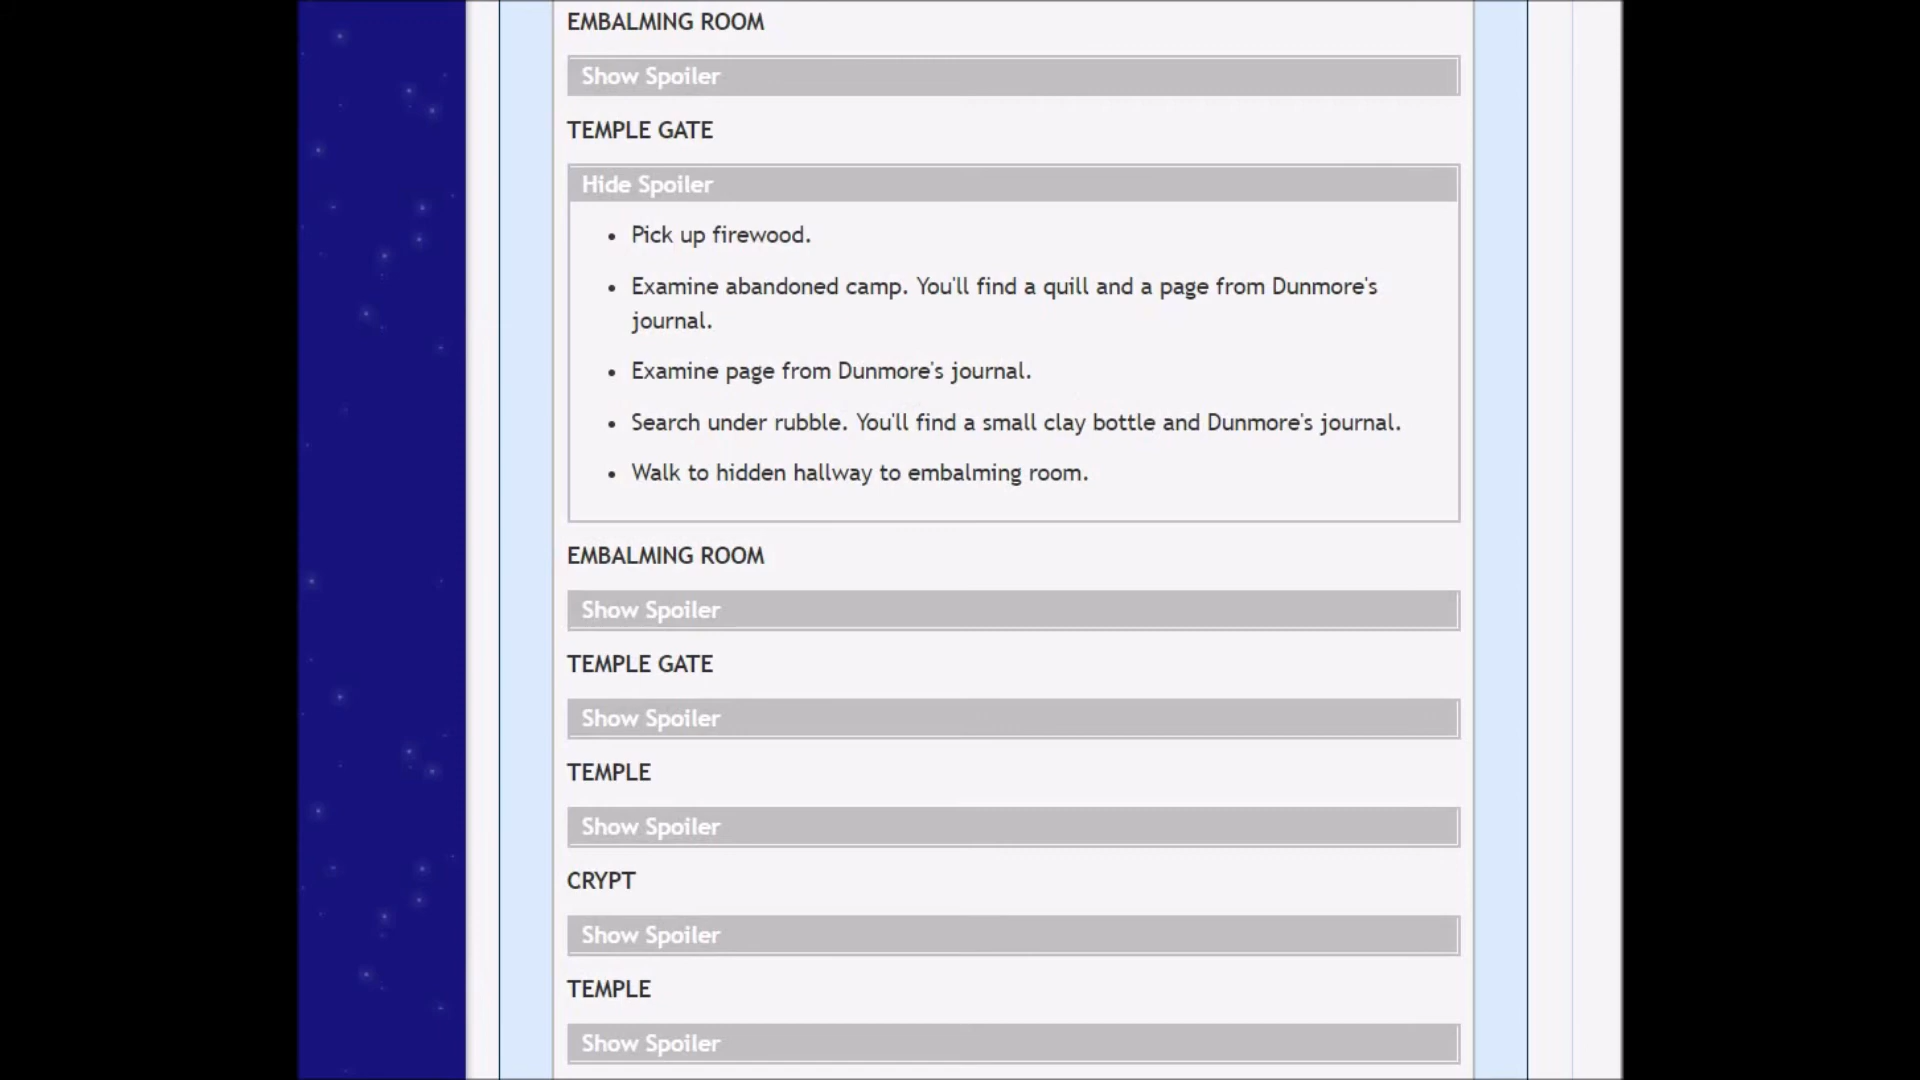 EMBALMING ROOM
Show Spoiler
TEMPLE GATE
Hide Spoiler
• Pick up firewood.
• Examine abandoned camp. You'll find a quill and a page from Dunmore's
journal.
• Examine page from Dunmore's journal.
• Search under rubble. You'll find a small clay bottle and Dunmore's journal.
• Walk to hidden hallway to embalming room.
EMBALMING ROOM
Show Spoiler
TEMPLE GATE
Show Spoiler
TEMPLE
Show Spoiler
CRYPT
Show Spoiler
TEMPLE
Show Spoiler